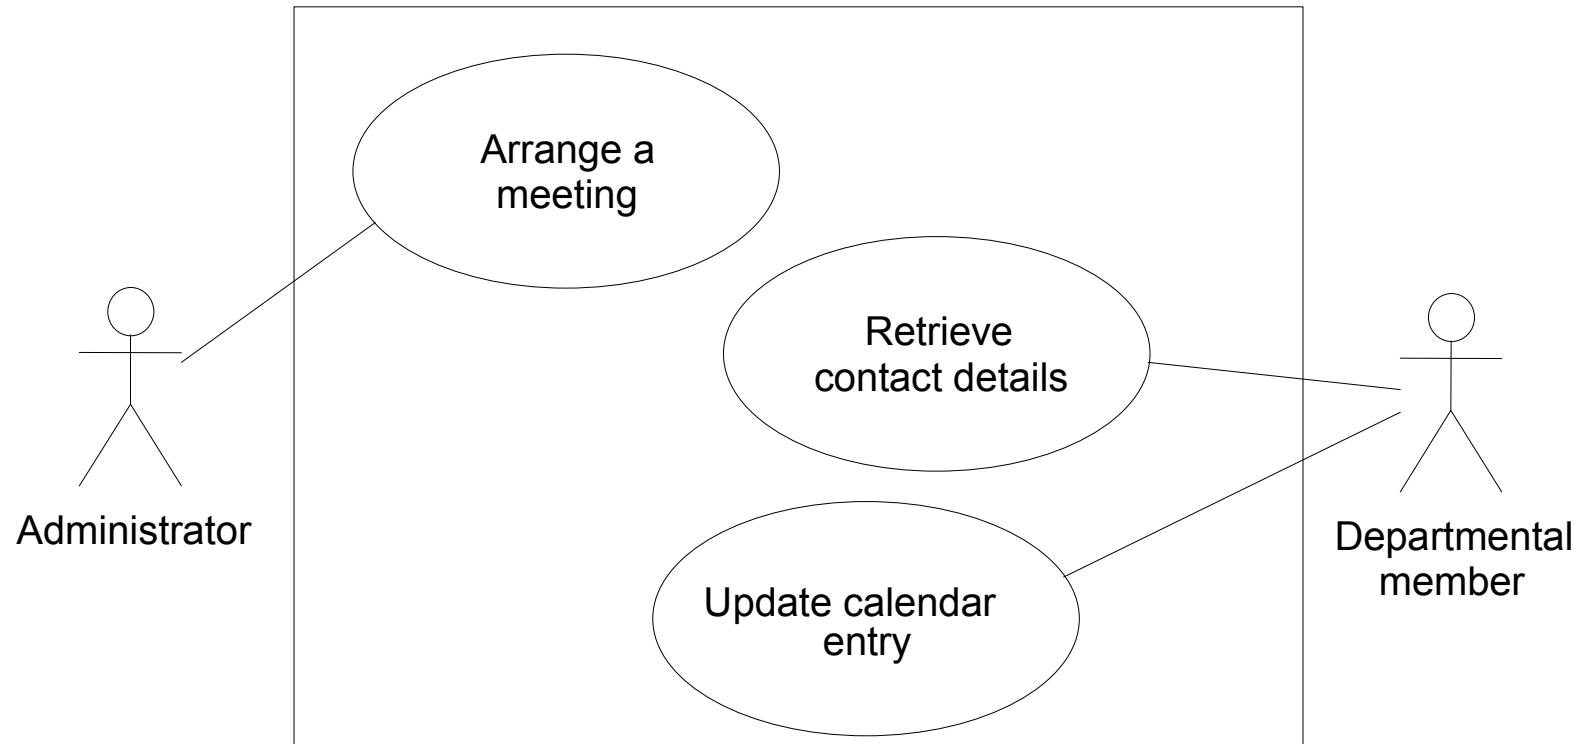 Arrange a
meeting
Retrieve
contact details
Administrator
Departmental
member
Update calendar
entry